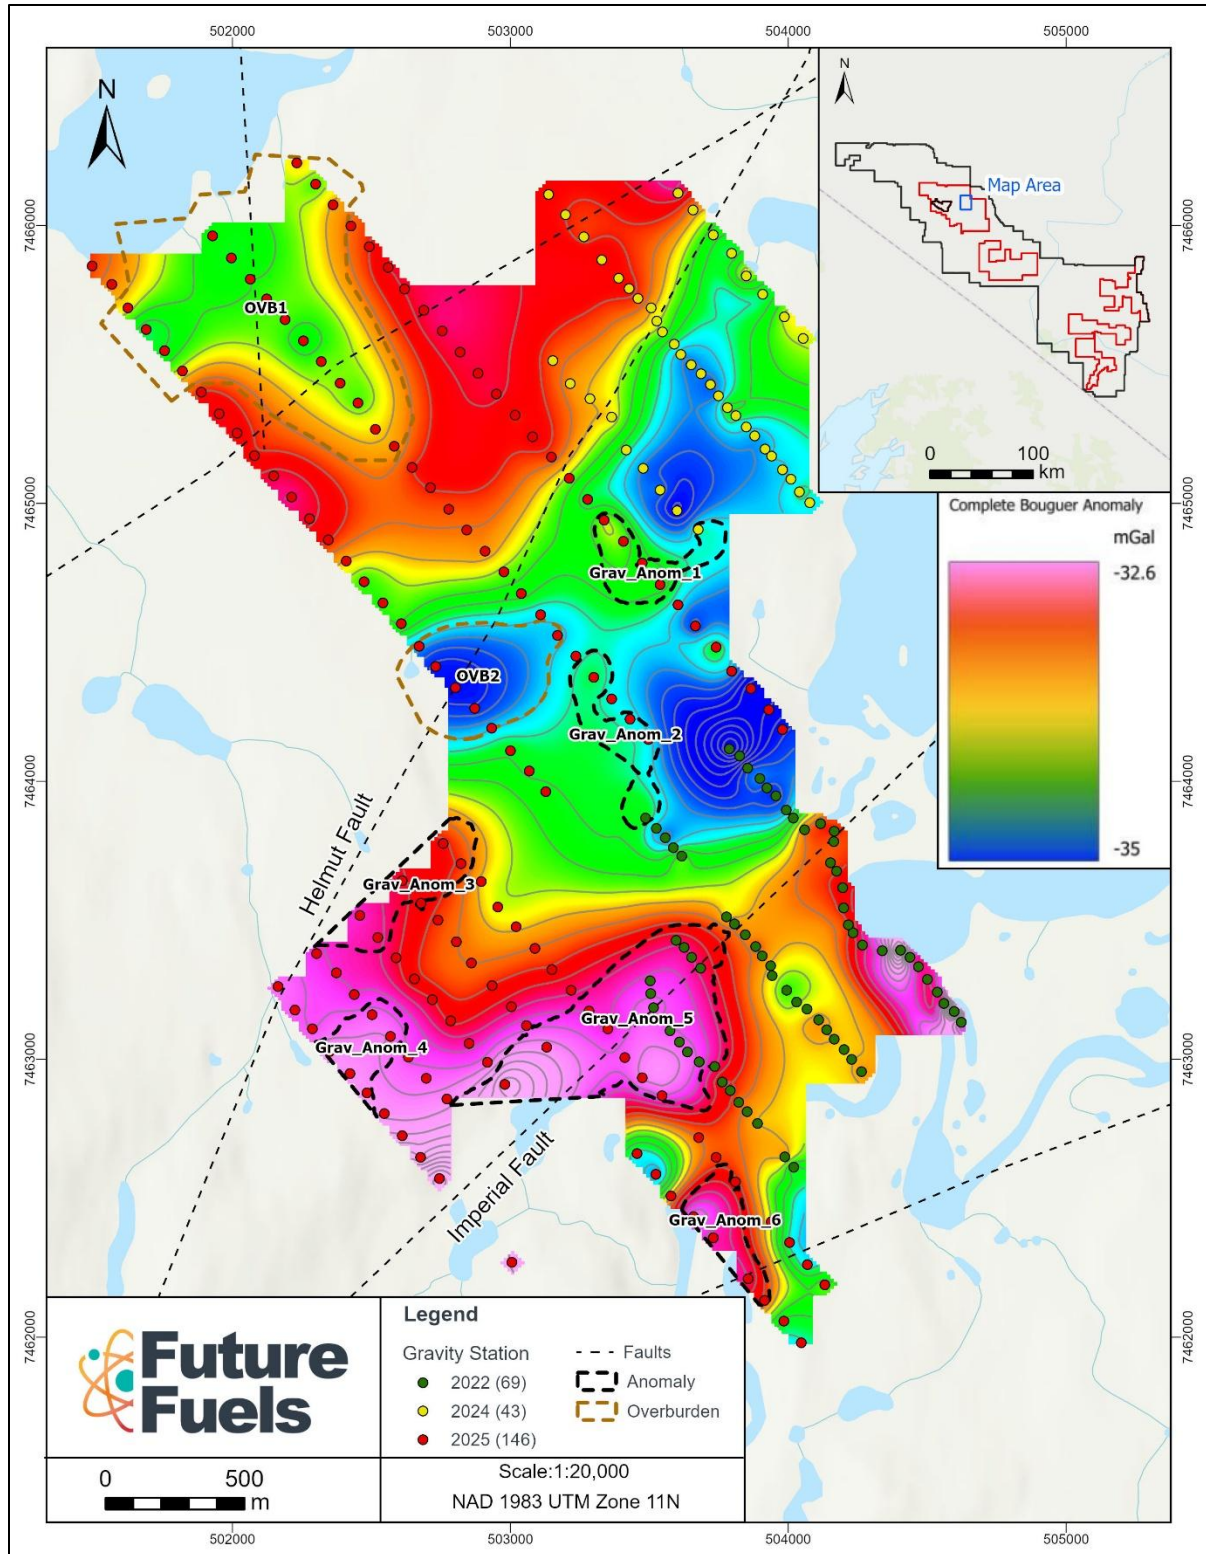 502000
503000
504000
505000
N
N
Map Area
0
100
km
7466000
7466000
OVB1
7465000
7465000
Complete Bouguer Anomaly
mGal
-32.6
-35
Grav_Anom_1
OVB2
Grav_Anom_2
7464000
7464000
Helmut Fault
Grav_Anom_3
Grav_Anom_5
Grav_Anom_4
7463000
7463000
Imperial Fault
Grav_Anom_6
7462000
7462000
Future
Fuels
Legend
Gravity Station
2022 (69)
2024 (43)
2025 (146)
Faults
Anomaly
Overburden
0
500
m
Scale:1:20,000
NAD 1983 UTM Zone 11N
502000
503000
504000
505000